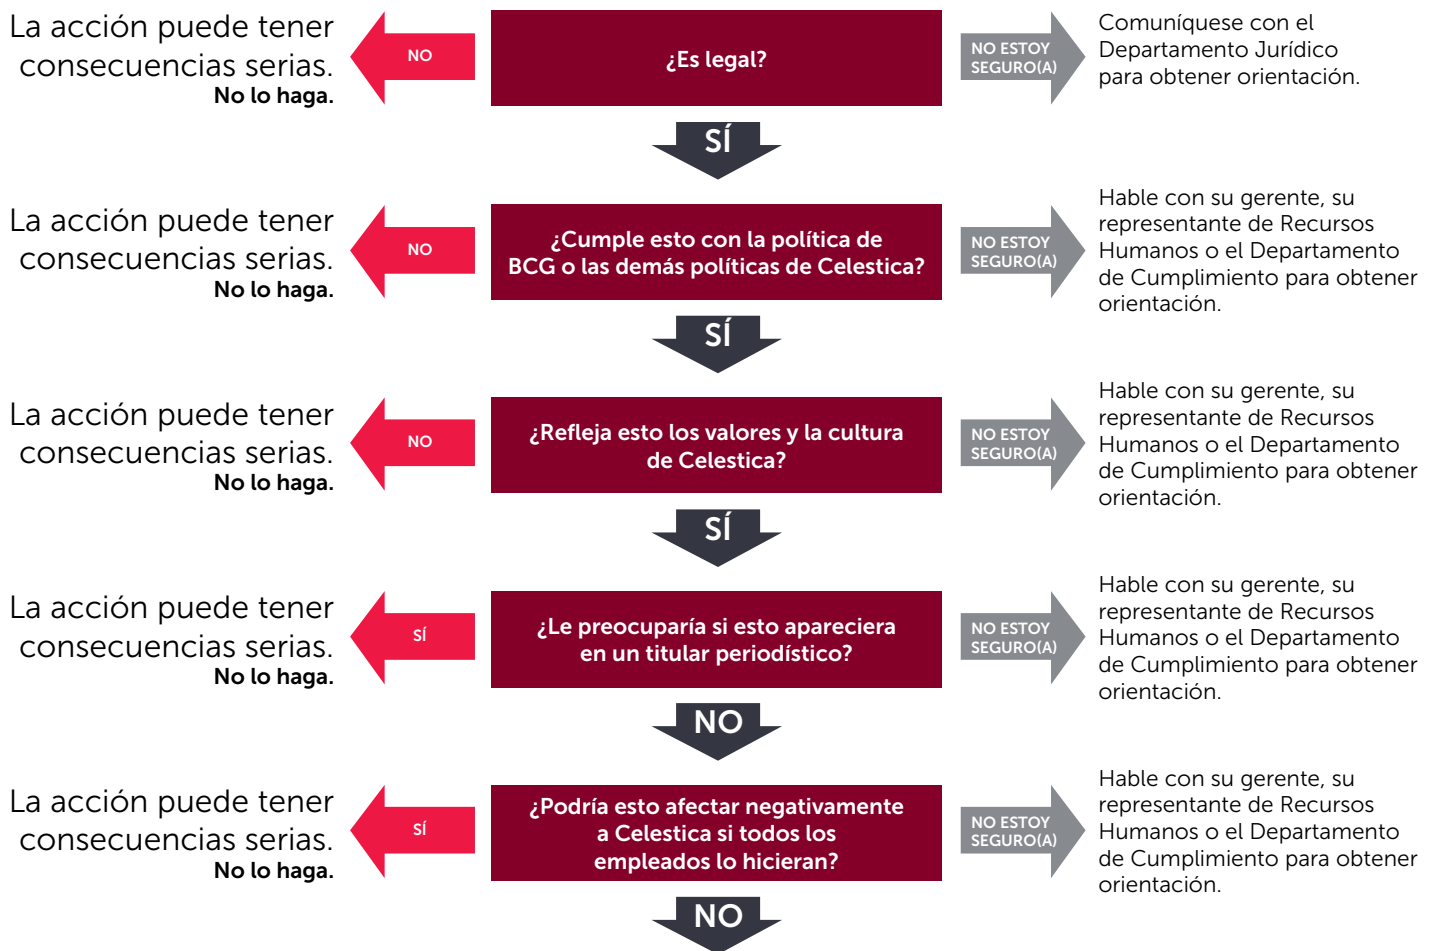 La acción puede tener
consecuencias serias.
No lo haga.
NO
¿Es legal?
NO ESTOY
SEGURO(A)
Comuníquese con el
Departamento Jurídico
para obtener orientación.
SÍ
La acción puede tener
consecuencias serias.
No lo haga.
NO
¿Cumple esto con la política de
BCG o las demás políticas de Celestica?
NO ESTOY
SEGURO(A)
Hable con su gerente, su
representante de Recursos
Humanos o el Departamento
de Cumplimiento para obtener
orientación.
SÍ
La acción puede tener
consecuencias serias.
No lo haga.
NO
¿Refleja esto los valores y la cultura
de Celestica?
NO ESTOY
SEGURO(A)
Hable con su gerente, su
representante de Recursos
Humanos o el Departamento
de Cumplimiento para obtener
orientación.
SÍ
La acción puede tener
consecuencias serias.
No lo haga.
SÍ
¿Le preocuparía si esto apareciera
en un titular periodístico?
NO ESTOY
SEGURO(A)
Hable con su gerente, su
representante de Recursos
Humanos o el Departamento
de Cumplimiento para obtener
orientación.
NO
La acción puede tener
consecuencias serias.
No lo haga.
SÍ
¿Podría esto afectar negativamente
a Celestica si todos los
empleados lo hicieran?
NO ESTOY
SEGURO(A)
Hable con su gerente, su
representante de Recursos
Humanos o el Departamento
de Cumplimiento para obtener
orientación.
NO